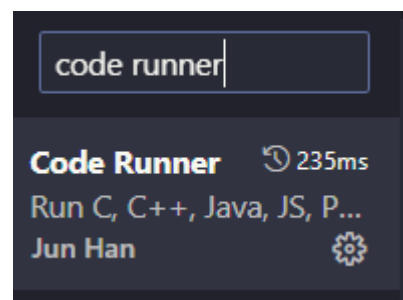 code runner
Code Runner 235ms
Run C, C++, Java, JS, P...
Jun Han